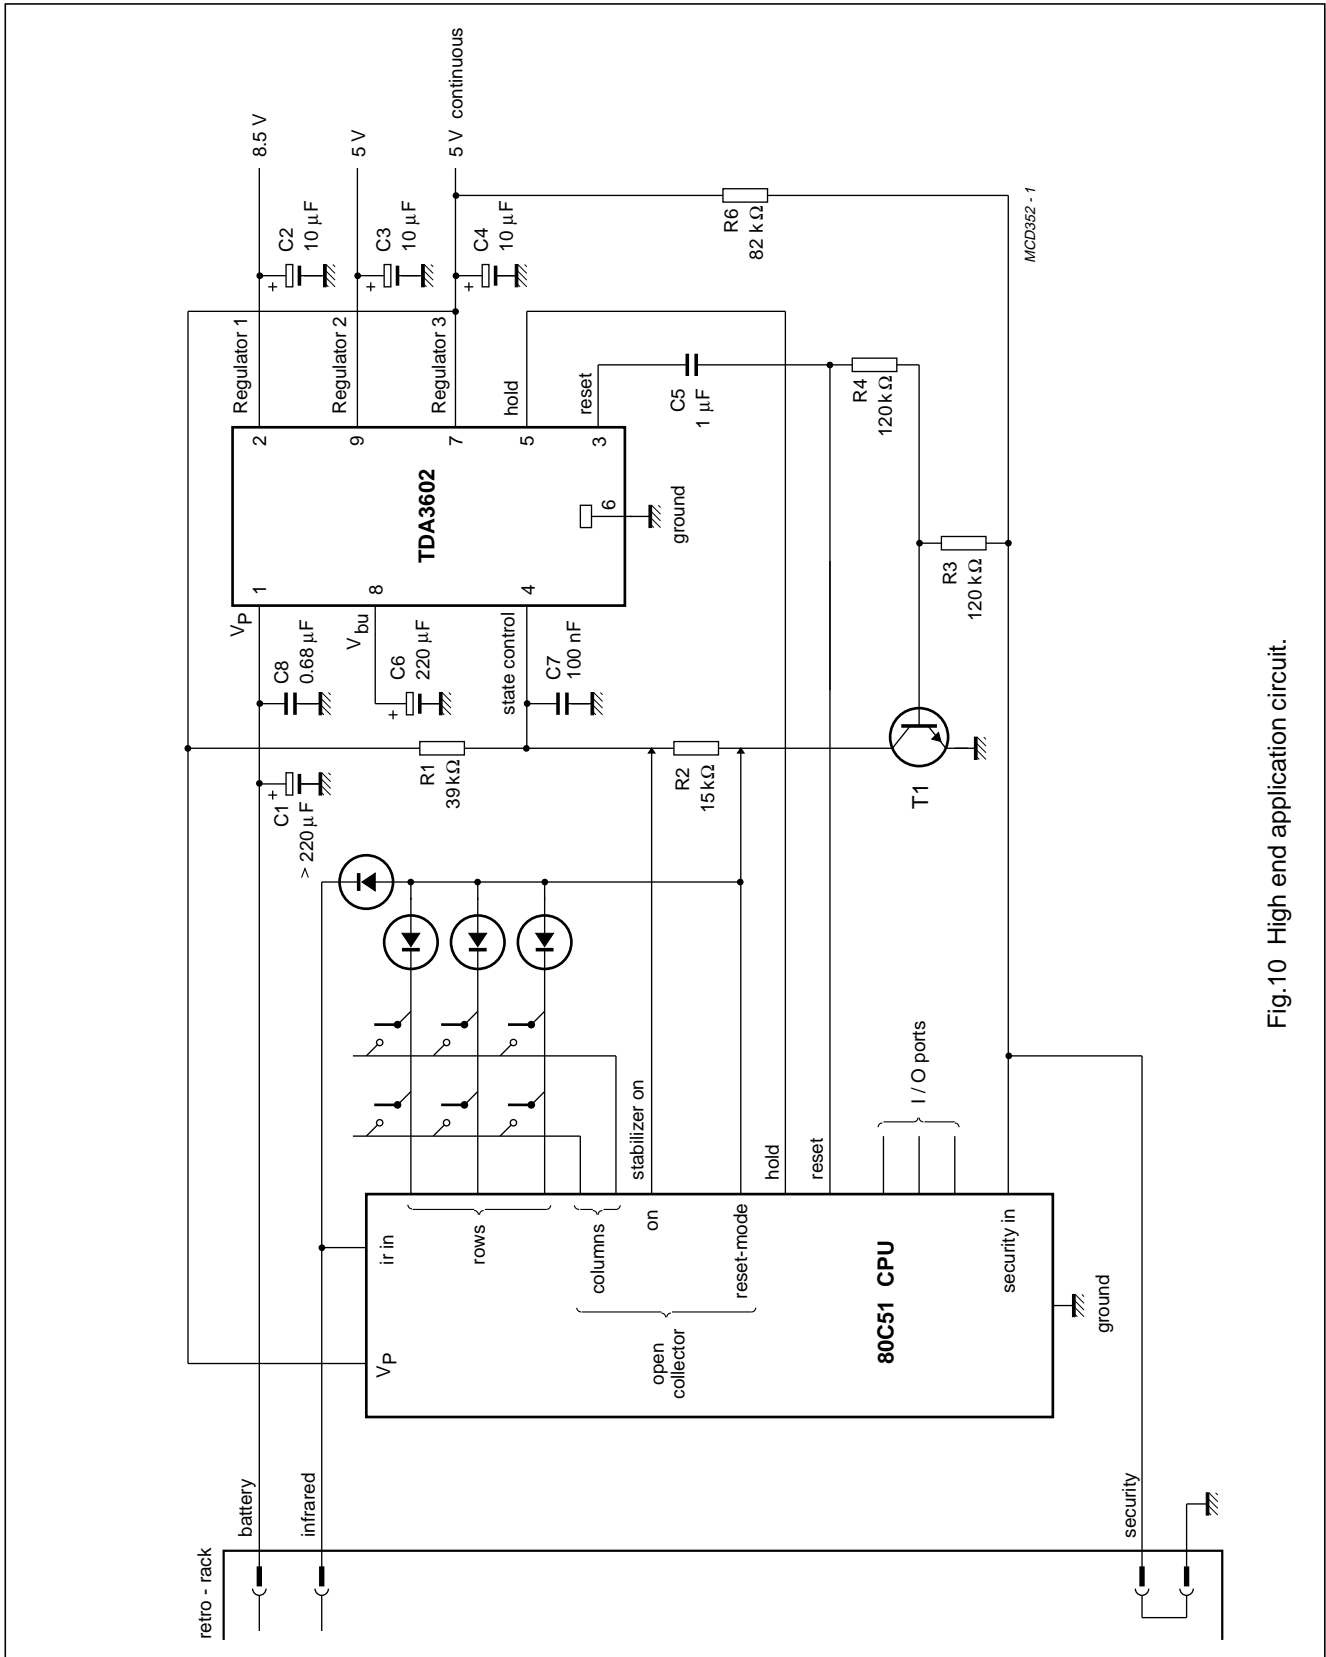 retro - rack
battery
infrared
security
VP
ir in
rows
columns
open
collector
on
reset-mode
80C51 CPU
security in
ground
stabilizer on
hold
reset
I / O ports
C1
+
> 220 µF
C8
0.68 µF
VP
R1
39 kΩ
Vbu
C6
220 µF
+
state control
C7
100 nF
R2
15 kΩ
T1
1
8
4
TDA3602
2
9
7
5
3
6
ground
Regulator 1
Regulator 2
Regulator 3
hold
reset
C2
10 µF
+
C3
10 µF
+
C4
10 µF
+
8.5 V
5 V
5 V continuous
C5
1 µF
R4
120 kΩ
R3
120 kΩ
R6
82 kΩ
MCD352 - 1
Fig.10 High end application circuit.